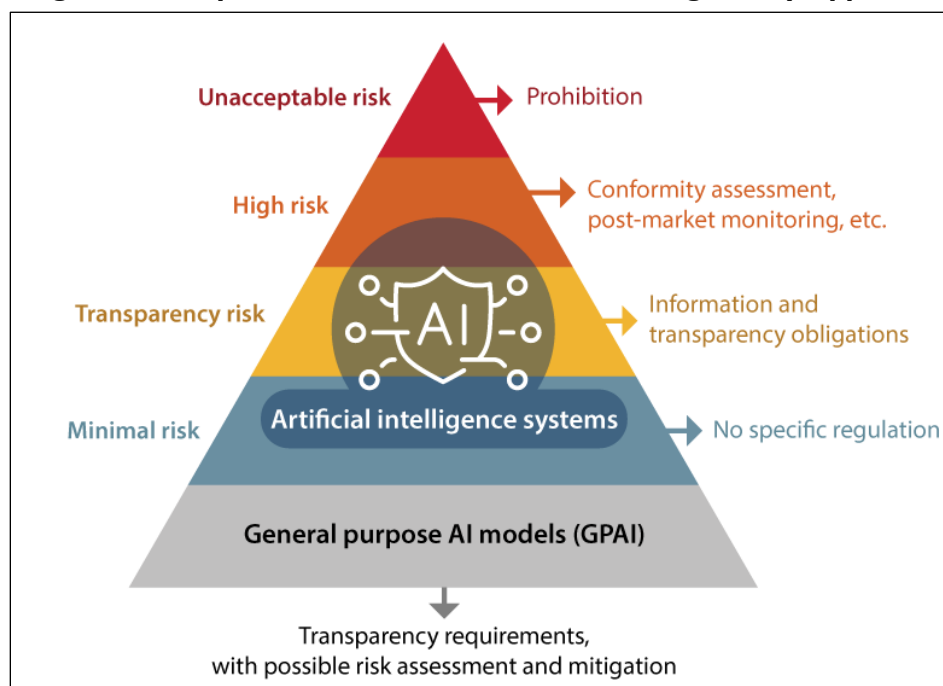 Unacceptable risk
Prohibition
High risk
Conformity assessment,
post-market monitoring, etc.
AI
Transparency risk
Information and
transparency obligations
Minimal risk
Artificial intelligence systems
No specific regulation
General purpose AI models (GPAI)
Transparency requirements,
with possible risk assessment and mitigation